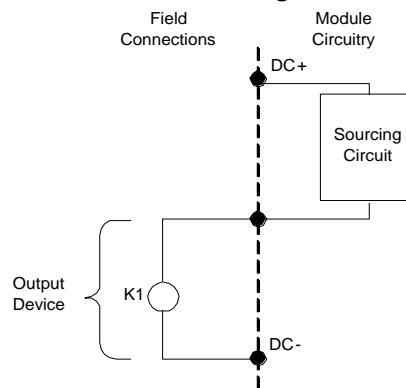 Field
Connections
Module
Circuitry
DC+
Sourcing
Circuit
Output
Device
K1
DC-